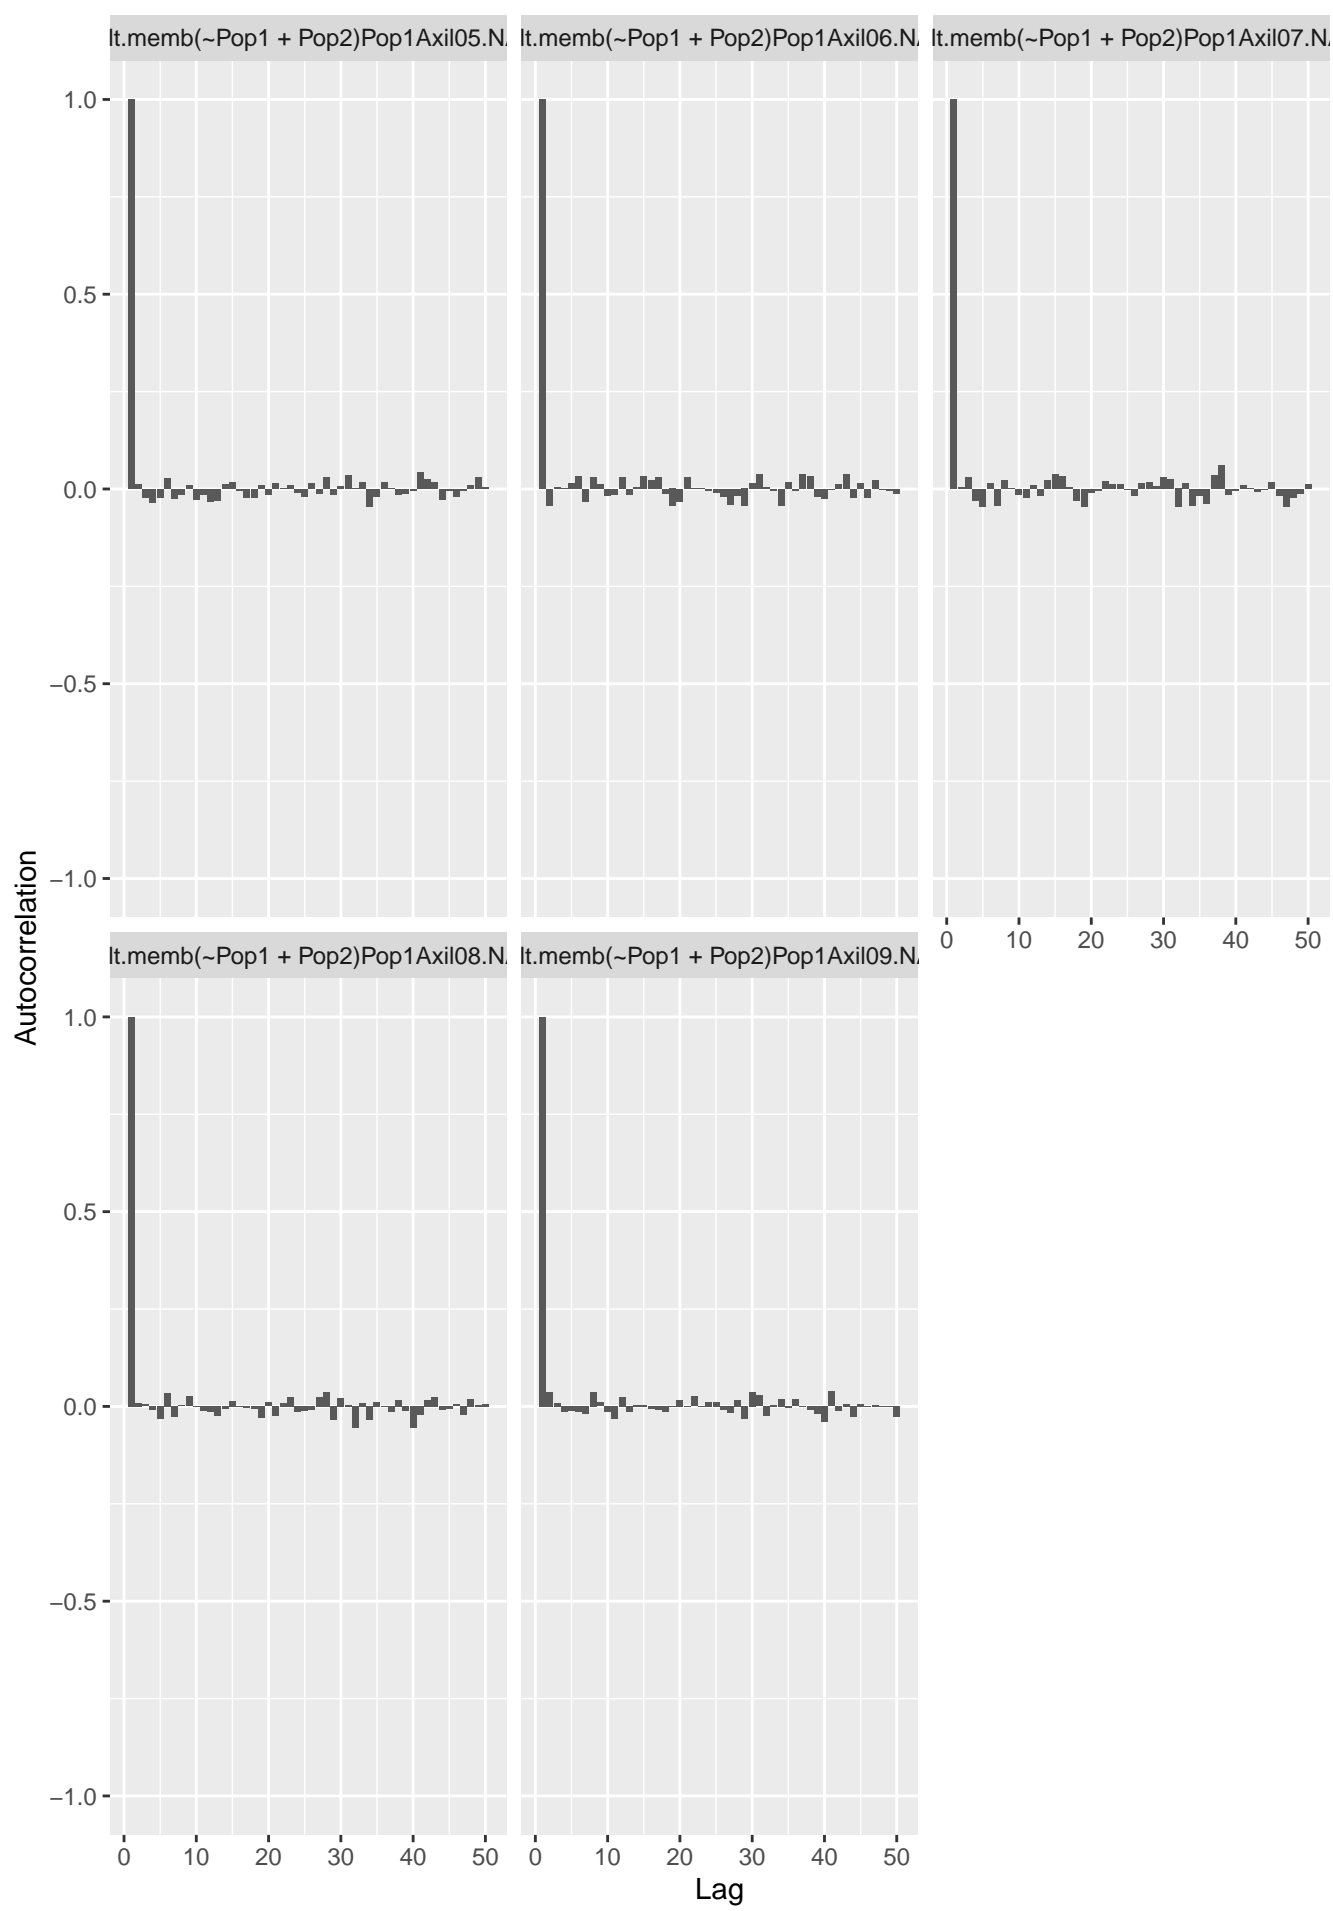 lt.memb(~Pop1 + Pop2)Pop1Axil05.N lt.memb(~Pop1 + Pop2)Pop1Axil06.N lt.memb(~Pop1 + Pop2)Pop1Axil07.N
1.0
0.5
0.0
−0.5
−1.0
0 10 20 30 40 50
lt.memb(~Pop1 + Pop2)Pop1Axil08.N lt.memb(~Pop1 + Pop2)Pop1Axil09.N
Autocorrelation
1.0
0.5
0.0
−0.5
−1.0
0 10 20 30 40 50 0 10 20 30 40 50
Lag